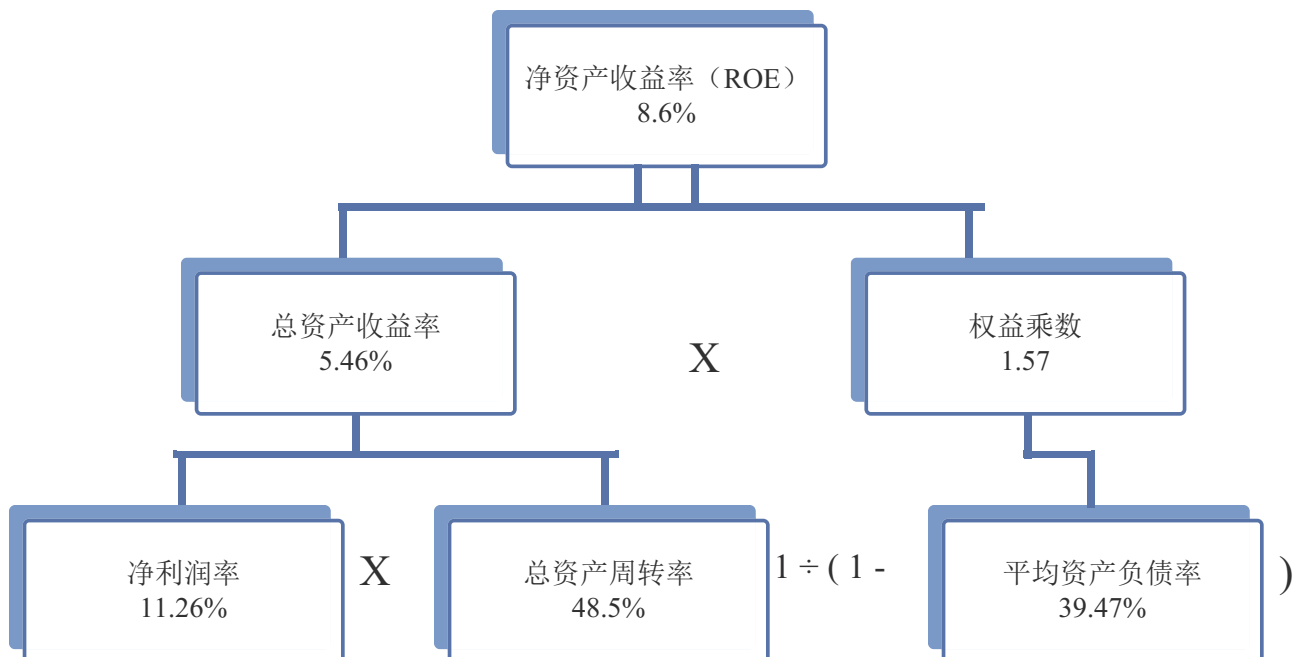 净资产收益率（ROE）
8.6%
总资产收益率
5.46%
X
权益乘数
1.57
净利润率
11.26%
X
总资产周转率
48.5%
1 ÷ ( 1 -
平均资产负债率
39.47%
)